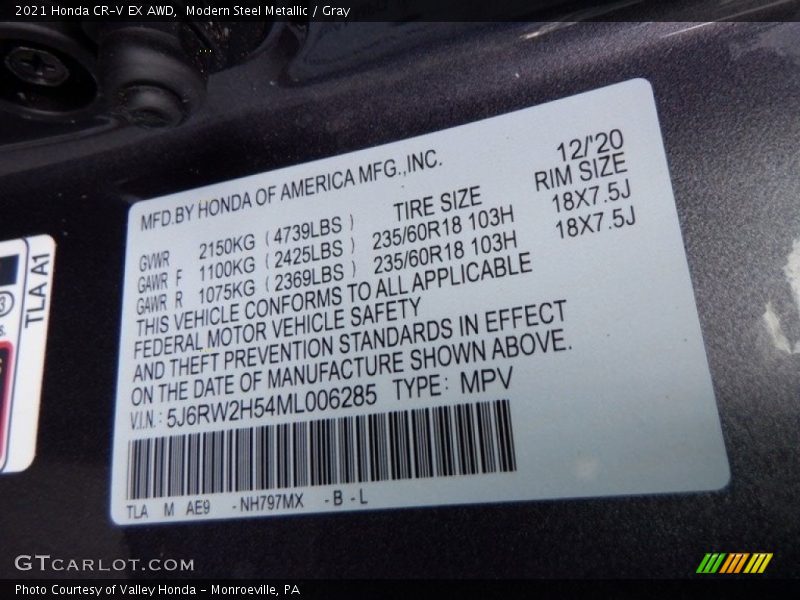 2021 Honda CR-V EX AWD, Modern Steel Metallic / Gray
MFD.BY HONDA OF AMERICA MFG.,INC. 12/'20
TIRE SIZE RIM SIZE
GVWR 2150KG ( 4739LBS )
GAWR F 1100KG ( 2425LBS ) 235/60R18 103H 18X7.5J
GAWR R 1075KG ( 2369LBS ) 235/60R18 103H 18X7.5J
THIS VEHICLE CONFORMS TO ALL APPLICABLE
FEDERAL MOTOR VEHICLE SAFETY
AND THEFT PREVENTION STANDARDS IN EFFECT
ON THE DATE OF MANUFACTURE SHOWN ABOVE.
V.I.N.: 5J6RW2H54ML006285 TYPE: MPV
TLA M AE9 -NH797MX -B -L
TLA A1
GTCARLOT.COM
Photo Courtesy of Valley Honda - Monroeville, PA